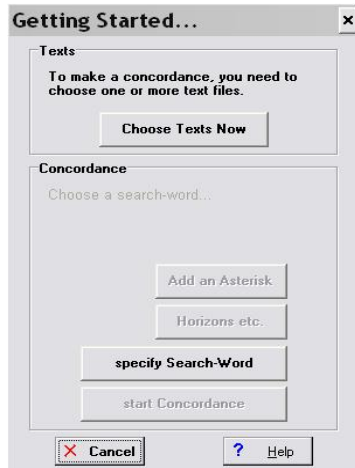 Getting Started...
Texts
To make a concordance, you need to
choose one or more text files.
Choose Texts Now
Concordance
Choose a search-word...
Add an Asterisk
Horizons etc.
specify Search-Word
start Concordance
Cancel
? Help